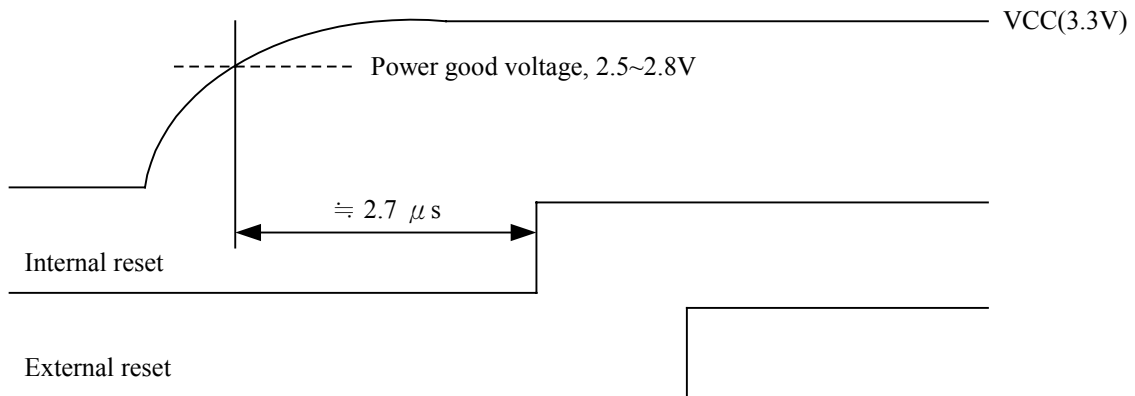 VCC(3.3V)
Power good voltage, 2.5~2.8V
≒ 2.7 μs
Internal reset
External reset